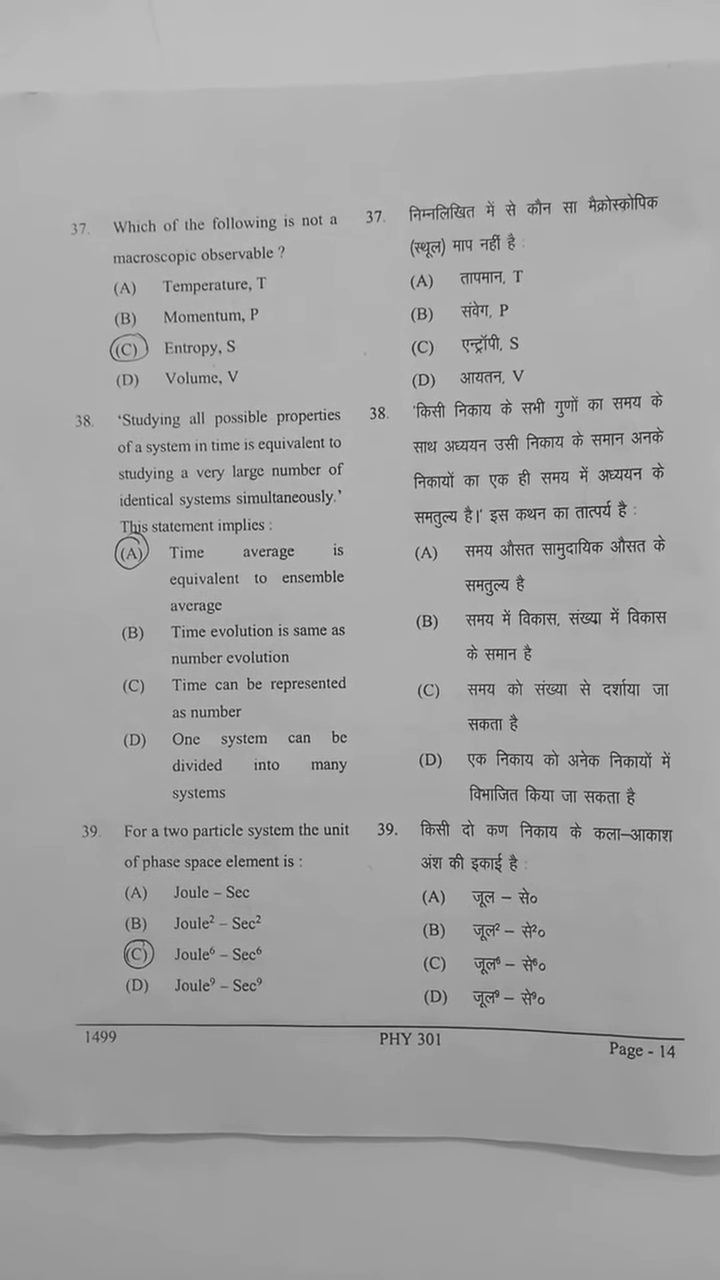 37. Which of the following is not a
macroscopic observable ?
(A) Temperature, T
(B) Momentum, P
(C) Entropy, S
(D) Volume, V
38. ‘Studying all possible properties
of a system in time is equivalent to
studying a very large number of
identical systems simultaneously.’
This statement implies :
(A) Time average is
equivalent to ensemble
average
(B) Time evolution is same as
number evolution
(C) Time can be represented
as number
(D) One system can be
divided into many
systems
39. For a two particle system the unit
of phase space element is :
(A) Joule – Sec
(B) Joule² – Sec²
(C) Joule⁶ – Sec⁶
(D) Joule⁹ – Sec⁹
37. निम्नलिखित में से कौन सा मैक्रोस्कोपिक
(स्थूल) माप नहीं है :
(A) तापमान, T
(B) संवेग, P
(C) एन्ट्रॉपी, S
(D) आयतन, V
38. ‘किसी निकाय के सभी गुणों का समय के
साथ अध्ययन उसी निकाय के समान अनके
निकायों का एक ही समय में अध्ययन के
समतुल्य है।’ इस कथन का तात्पर्य है :
(A) समय औसत सामुदायिक औसत के
समतुल्य है
(B) समय में विकास, संख्या में विकास
के समान है
(C) समय को संख्या से दर्शाया जा
सकता है
(D) एक निकाय को अनेक निकायों में
विभाजित किया जा सकता है
39. किसी दो कण निकाय के कला–आकाश
अंश की इकाई है :
(A) जूल – से०
(B) जूल² – से²०
(C) जूल⁶ – से⁶०
(D) जूल⁹ – से⁹०
1499 PHY 301 Page - 14